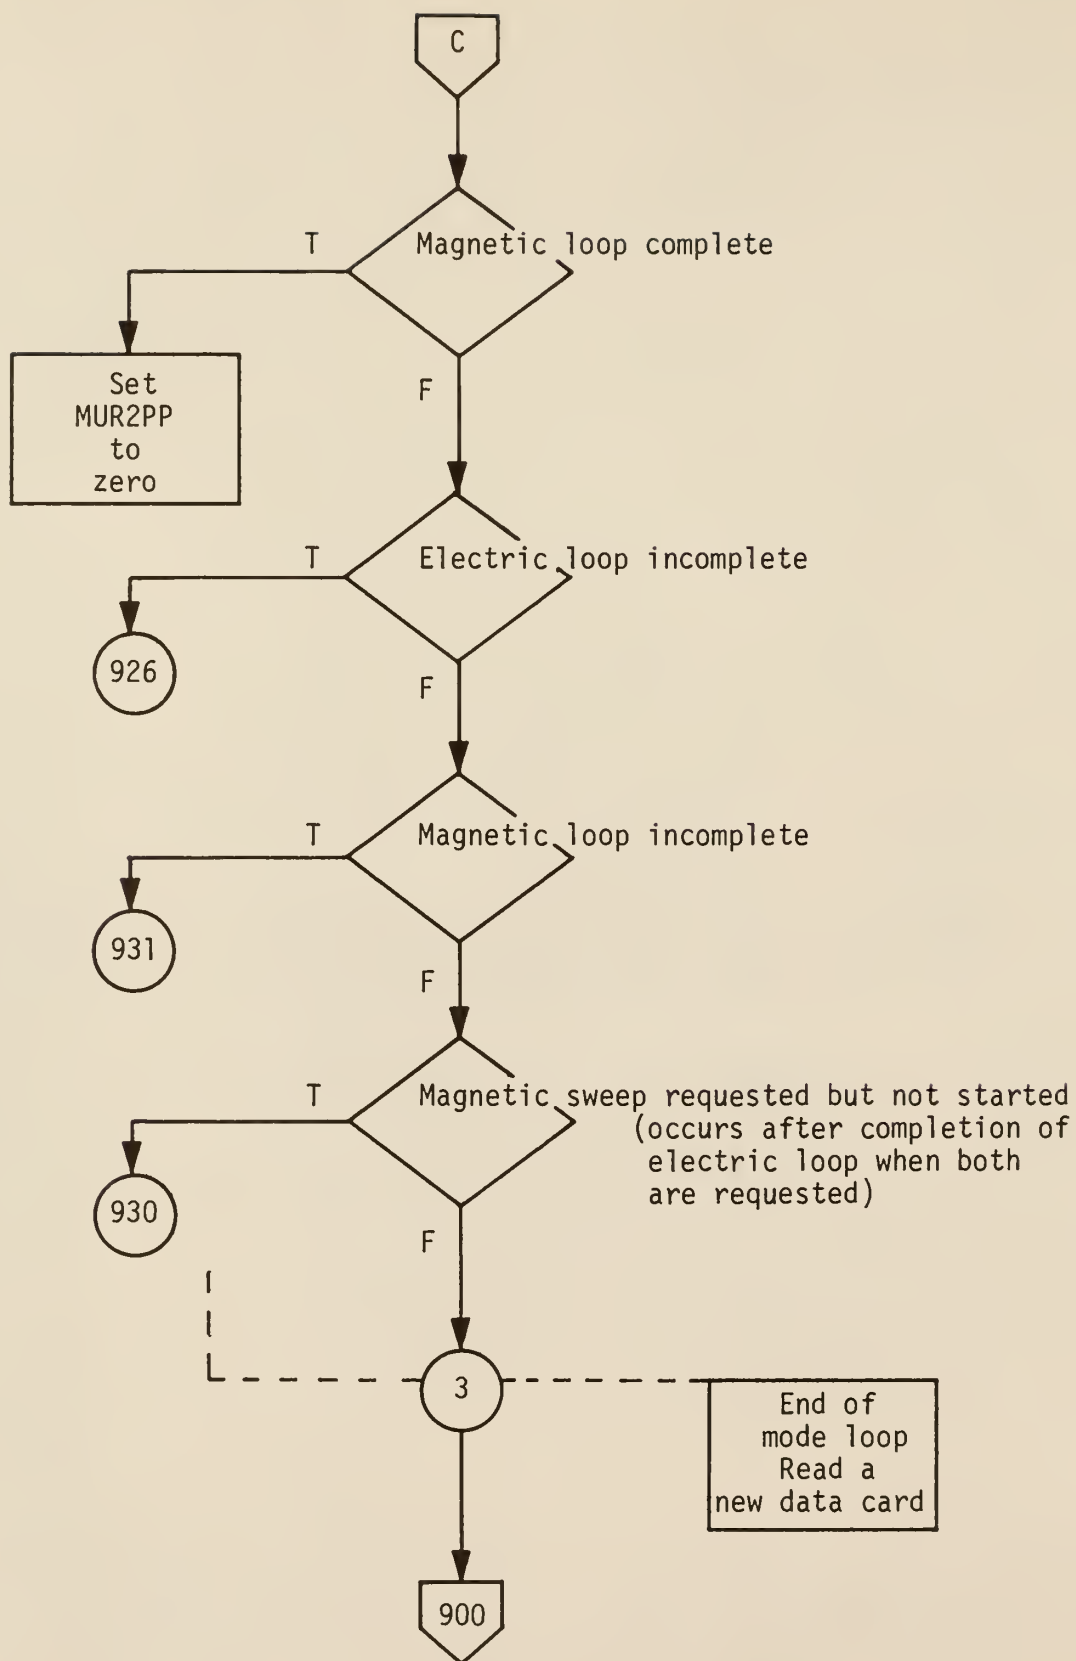 C
T
Magnetic loop complete
Set
MUR2PP
to
zero
F
T
Electric loop incomplete
926
F
T
Magnetic loop incomplete
931
F
T
Magnetic sweep requested but not started
(occurs after completion of
electric loop when both
are requested)
930
F
3
End of
mode loop
Read a
new data card
900